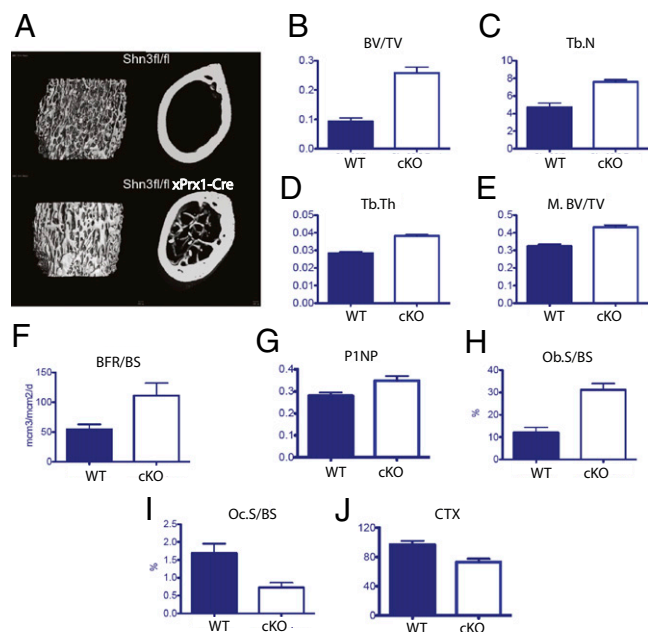 A
Shn3fl/fl
Shn3fl/fl xPrx1-Cre
B
BV/TV
0.3
0.2
0.1
0.0
WT cKO
C
Tb.N
10
8
6
4
2
0
WT cKO
D
Tb.Th
0.05
0.04
0.03
0.02
0.01
0.00
WT cKO
E
M. BV/TV
0.5
0.4
0.3
0.2
0.1
0.0
WT cKO
F
BFR/BS
mcm3/mcm2/d
150
100
50
0
WT cKO
G
P1NP
0.4
0.3
0.2
0.1
0.0
WT cKO
H
Ob.S/BS
%
40
30
20
10
0
WT cKO
I
Oc.S/BS
%
2.5
2.0
1.5
1.0
0.5
0.0
WT cKO
J
CTX
120
80
40
0
WT cKO